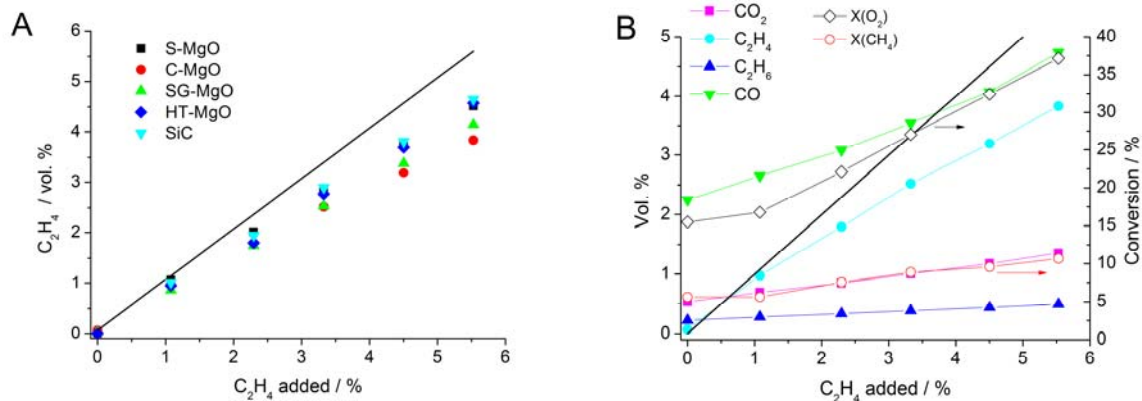 A
S-MgO
C-MgO
SG-MgO
HT-MgO
SiC
C₂H₄ / vol. %
6
5
4
3
2
1
0
0 1 2 3 4 5 6
C₂H₄ added / %
B
CO₂
C₂H₄
C₂H₆
CO
X(O₂)
X(CH₄)
Vol. %
5
4
3
2
1
0
40
35
30
25
20
15
10
5
0
Conversion / %
0 1 2 3 4 5 6
C₂H₄ added / %